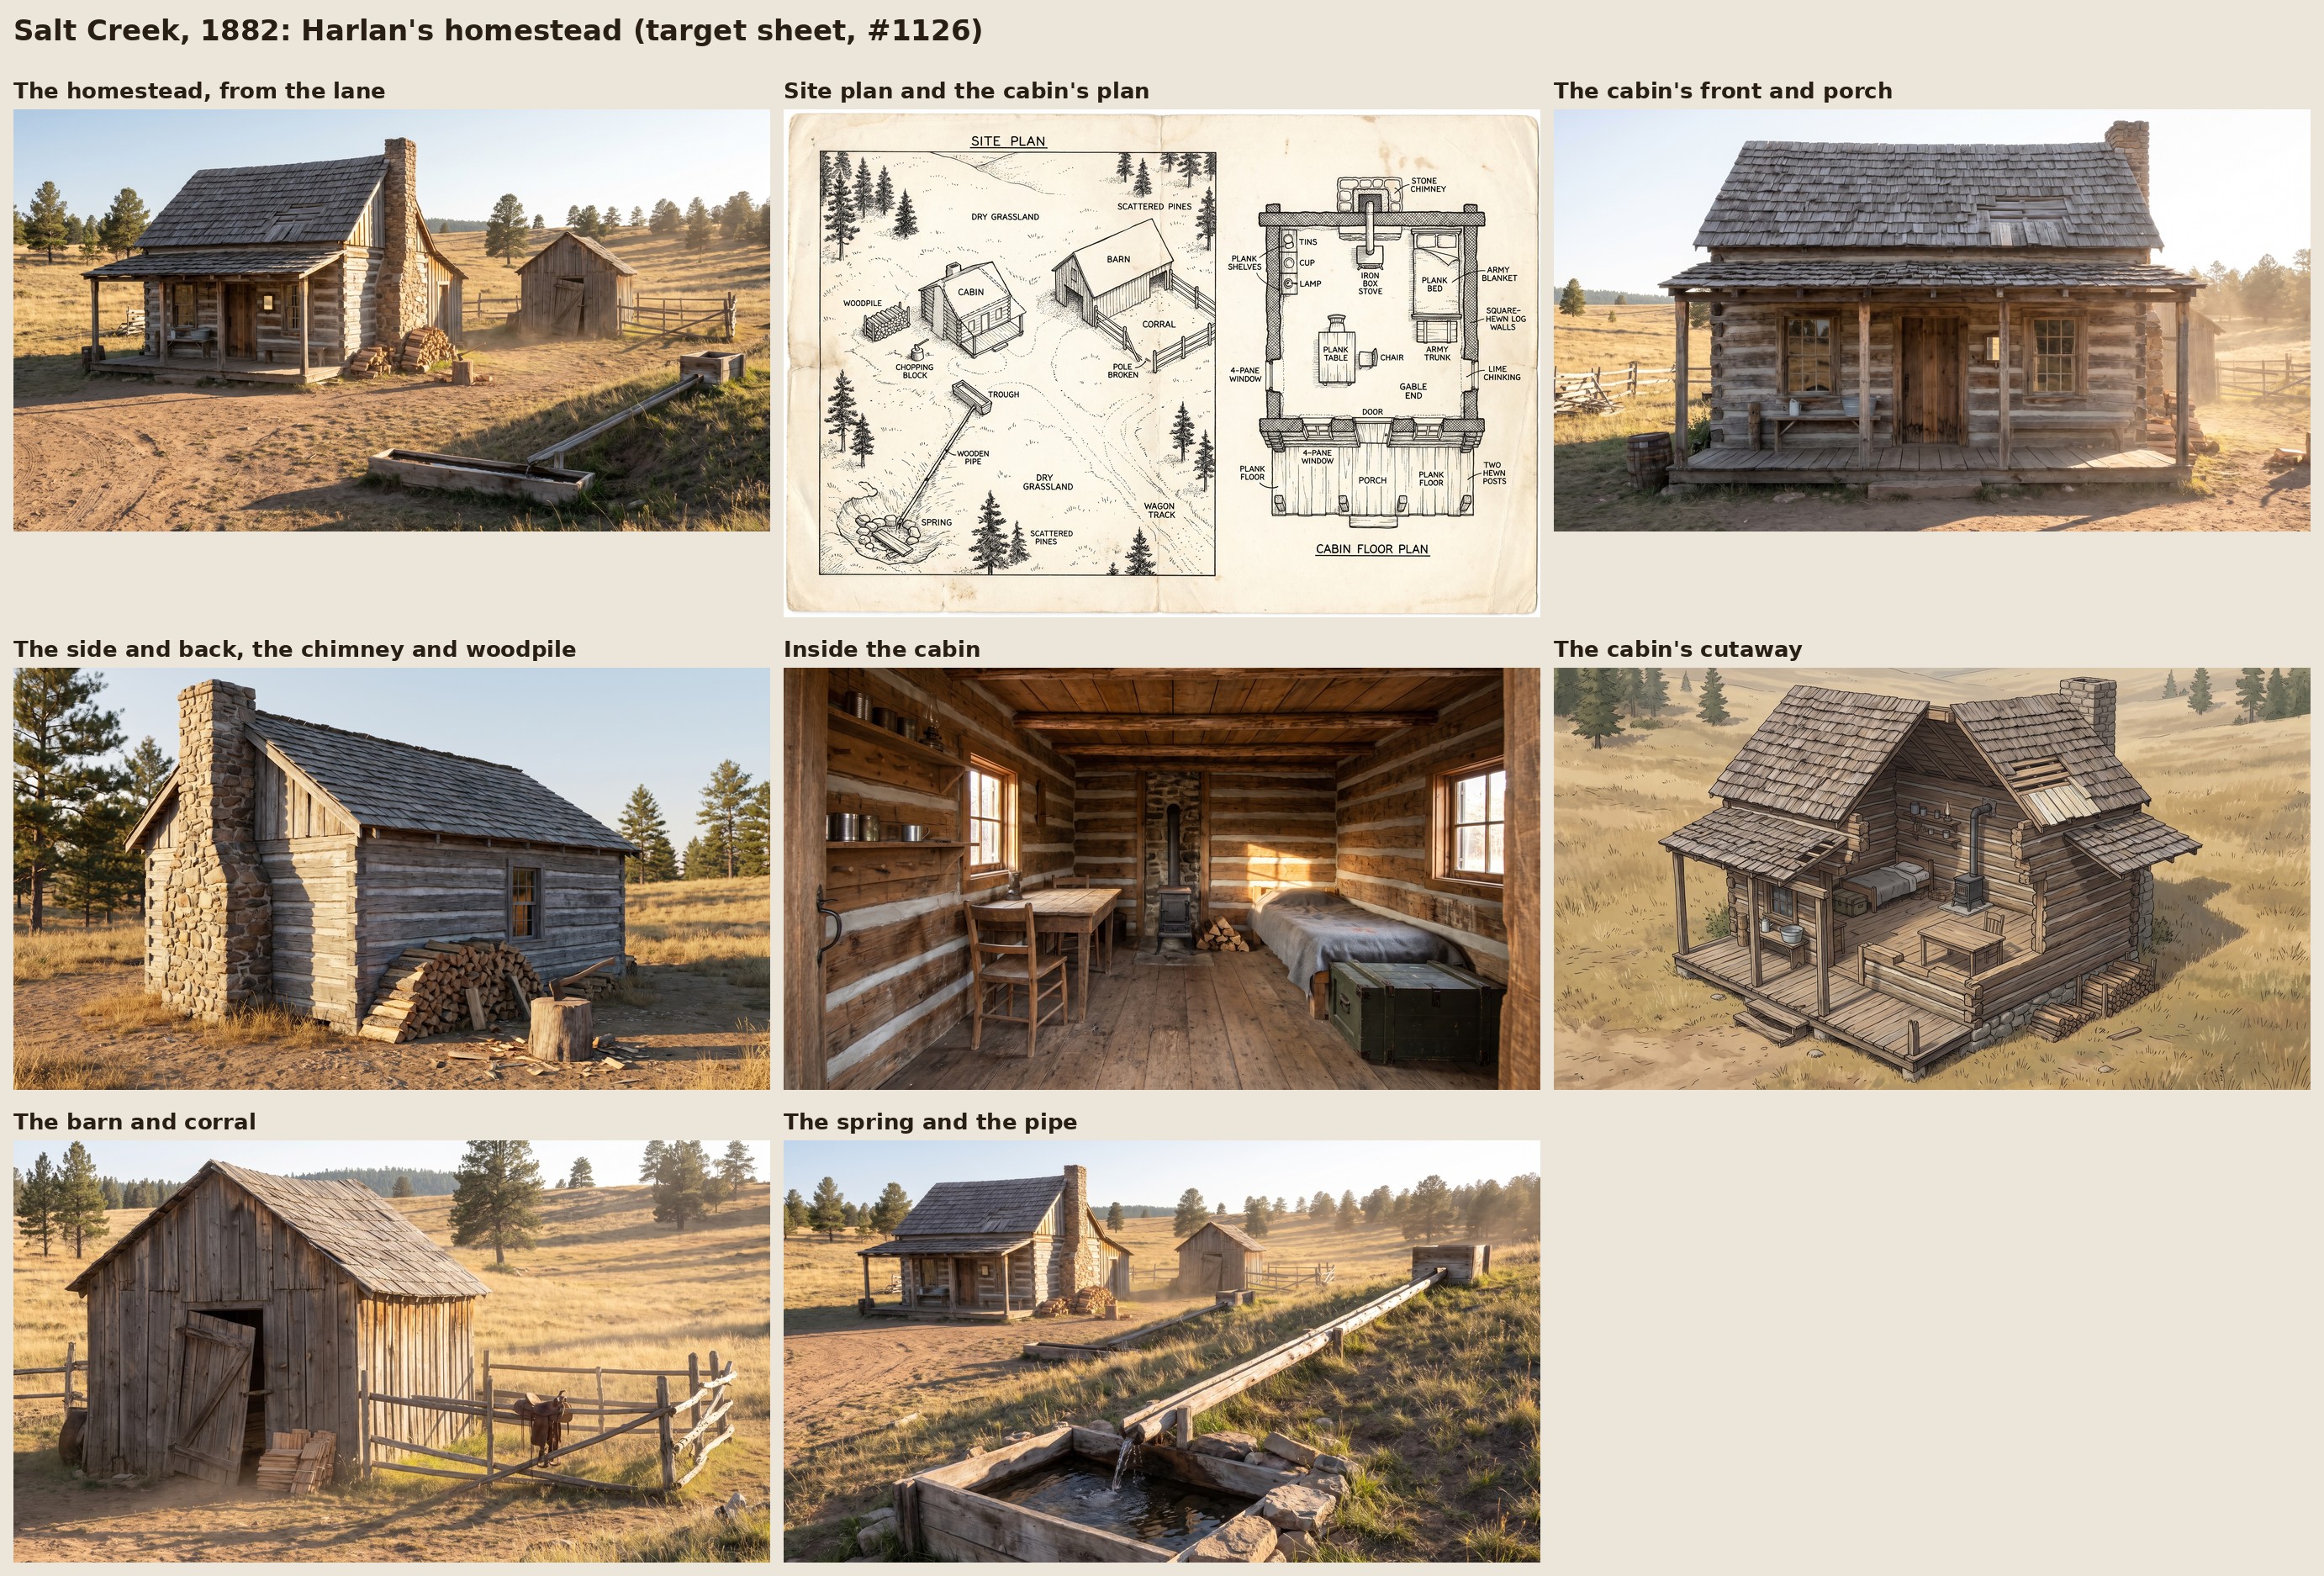 Salt Creek, 1882: Harlan's homestead (target sheet, #1126)
The homestead, from the lane
Site plan and the cabin's plan
The cabin's front and porch
SITE PLAN
DRY GRASSLAND
SCATTERED PINES
BARN
CABIN
WOODPILE
CORRAL
CHOPPING
BLOCK
POLE
BROKEN
TROUGH
WOODEN
PIPE
DRY
GRASSLAND
WAGON
TRACK
SPRING
SCATTERED
PINES
STONE
CHIMNEY
TINS
PLANK
SHELVES
CUP
LAMP
IRON
BOX
STOVE
PLANK
BED
ARMY
BLANKET
SQUARE-
HEWN LOG
WALLS
PLANK
TABLE
CHAIR
ARMY
TRUNK
4-PANE
WINDOW
LIME
CHINKING
GABLE
END
DOOR
4-PANE
WINDOW
PLANK
FLOOR
PORCH
PLANK
FLOOR
TWO
HEWN
POSTS
CABIN FLOOR PLAN
The side and back, the chimney and woodpile
Inside the cabin
The cabin's cutaway
The barn and corral
The spring and the pipe